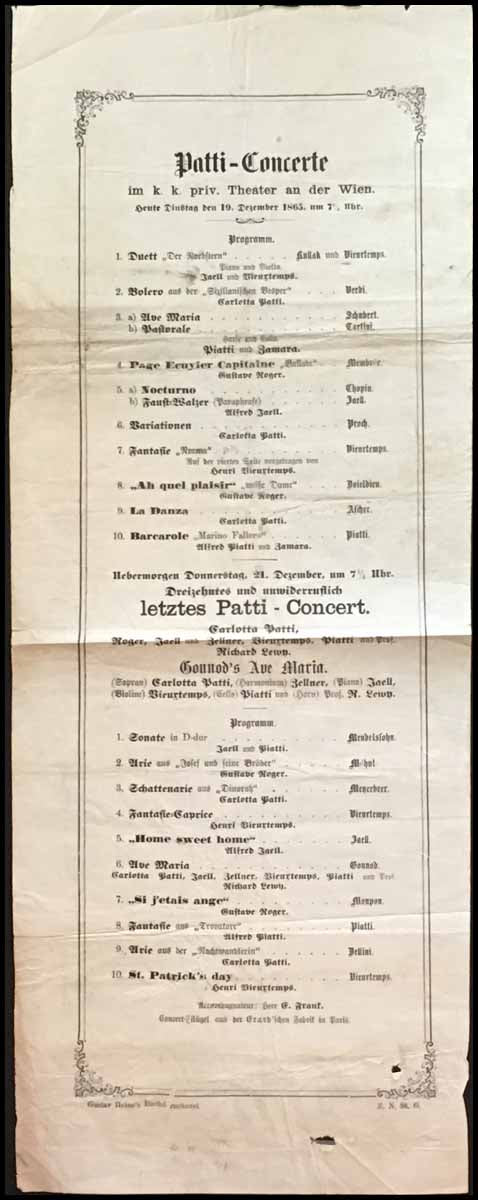 Patti-Concerte
im k. k. priv. Theater an der Wien.
Heute Dinstag den 19. Dezember 1865. um 7½ Uhr.
Programm.
1. Duett „Der Nordstern“ . . . . . Kullak und Vieurtemps.
Piano und Violin.
Jaell und Vieuxtemps.
2. Bolero aus der „Sizilianischen Vesper“ . . . Verdi.
Carlotta Patti.
3. a) Ave Maria . . . . . . . . . . Schubert.
b) Pastorale . . . . . . . . . . Tartini.
Harfe und Cello.
Piatti und Zamara.
4. Page Ecuyier Capitaine „Ballade“ . . .
Gustave Roger.
5. a) Nocturno . . . . . . . . . . Chopin.
b) Faust-Walzer (Paraphrase) . . . . . Jaell.
Alfred Jaell.
6. Variationen . . . . . . . . . . Proch.
Carlotta Patti.
7. Fantasie „Norma“ . . . . . . . . Vieurtemps.
Auf der vierten Saite vorgetragen von
Henri Vieuxtemps.
8. „Ah quel plaisir“ „weisse Dame“ . . . Boieldieu.
Gustave Roger.
9. La Danza . . . . . . . . . . Ascher.
Carlotta Patti.
10. Barcarole „Marino Faliero“ . . . . . Piatti.
Alfred Piatti und Zamara.
Uebermorgen Donnerstag, 21. Dezember, um 7½ Uhr.
Dreizehntes und unwiderruflich
letztes Patti - Concert.
Carlotta Patti,
Roger, Jaell und Zellner, Vieuxtemps, Piatti und Prof.
Richard Lewy.
Gounod's Ave Maria.
(Sopran) Carlotta Patti, (Harmonium) Zellner, (Piano) Jaell,
(Violine) Vieuxtemps, (Cello) Piatti und (Horn) Prof. R. Lewy.
Programm.
1. Sonate in D-dur . . . . . . . . Mendelssohn.
Jaell und Piatti.
2. Arie aus „Josef und seine Brüder“ . . . Mehul.
Gustave Roger.
3. Schattenarie aus „Dinorah“ . . . . . Meyerbeer.
Carlotta Patti.
4. Fantasie-Caprice . . . . . . . . Vieurtemps.
Henri Vieuxtemps.
5. „Home sweet home“ . . . . . . . . Jaell.
Alfred Jaell.
6. Ave Maria . . . . . . . . . . Gounod.
Carlotta Patti, Jaell, Zellner, Vieuxtemps, Piatti und Prof.
Richard Lewy.
7. „Si j'etais ange“ . . . . . . . . Monpon.
Gustave Roger.
8. Fantasie aus „Trovatore“ . . . . . Piatti.
Alfred Piatti.
9. Arie aus der „Nachtwandlerin“ . . . . Bellini.
Carlotta Patti.
10. St. Patrick's day . . . . . . . . Vieurtemps.
Henri Vieuxtemps.
Accompagnateur: Herr E. Frank.
Concert-Flügel aus der Erard'schen Fabrik in Paris.
Gustav Heine's
St. G.